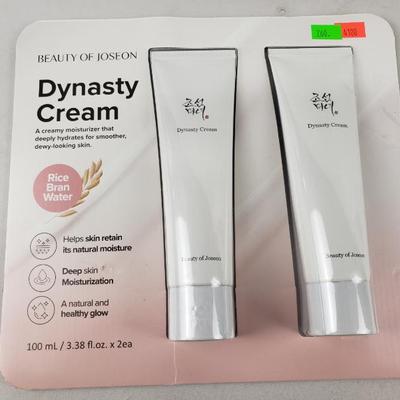 BEAUTY OF JOSEON
Dynasty
Cream
A creamy moisturizer that
deeply hydrates for smoother,
dewy-looking skin.
Rice
Bran
Water
Helps skin retain
its natural moisture
Deep skin
Moisturization
A natural and
healthy glow
100 mL / 3.38 fl.oz. x 2ea
조선
미녀
Dynasty Cream
Beauty of Joseon
조선
미녀
Dynasty Cream
Beauty of Joseon